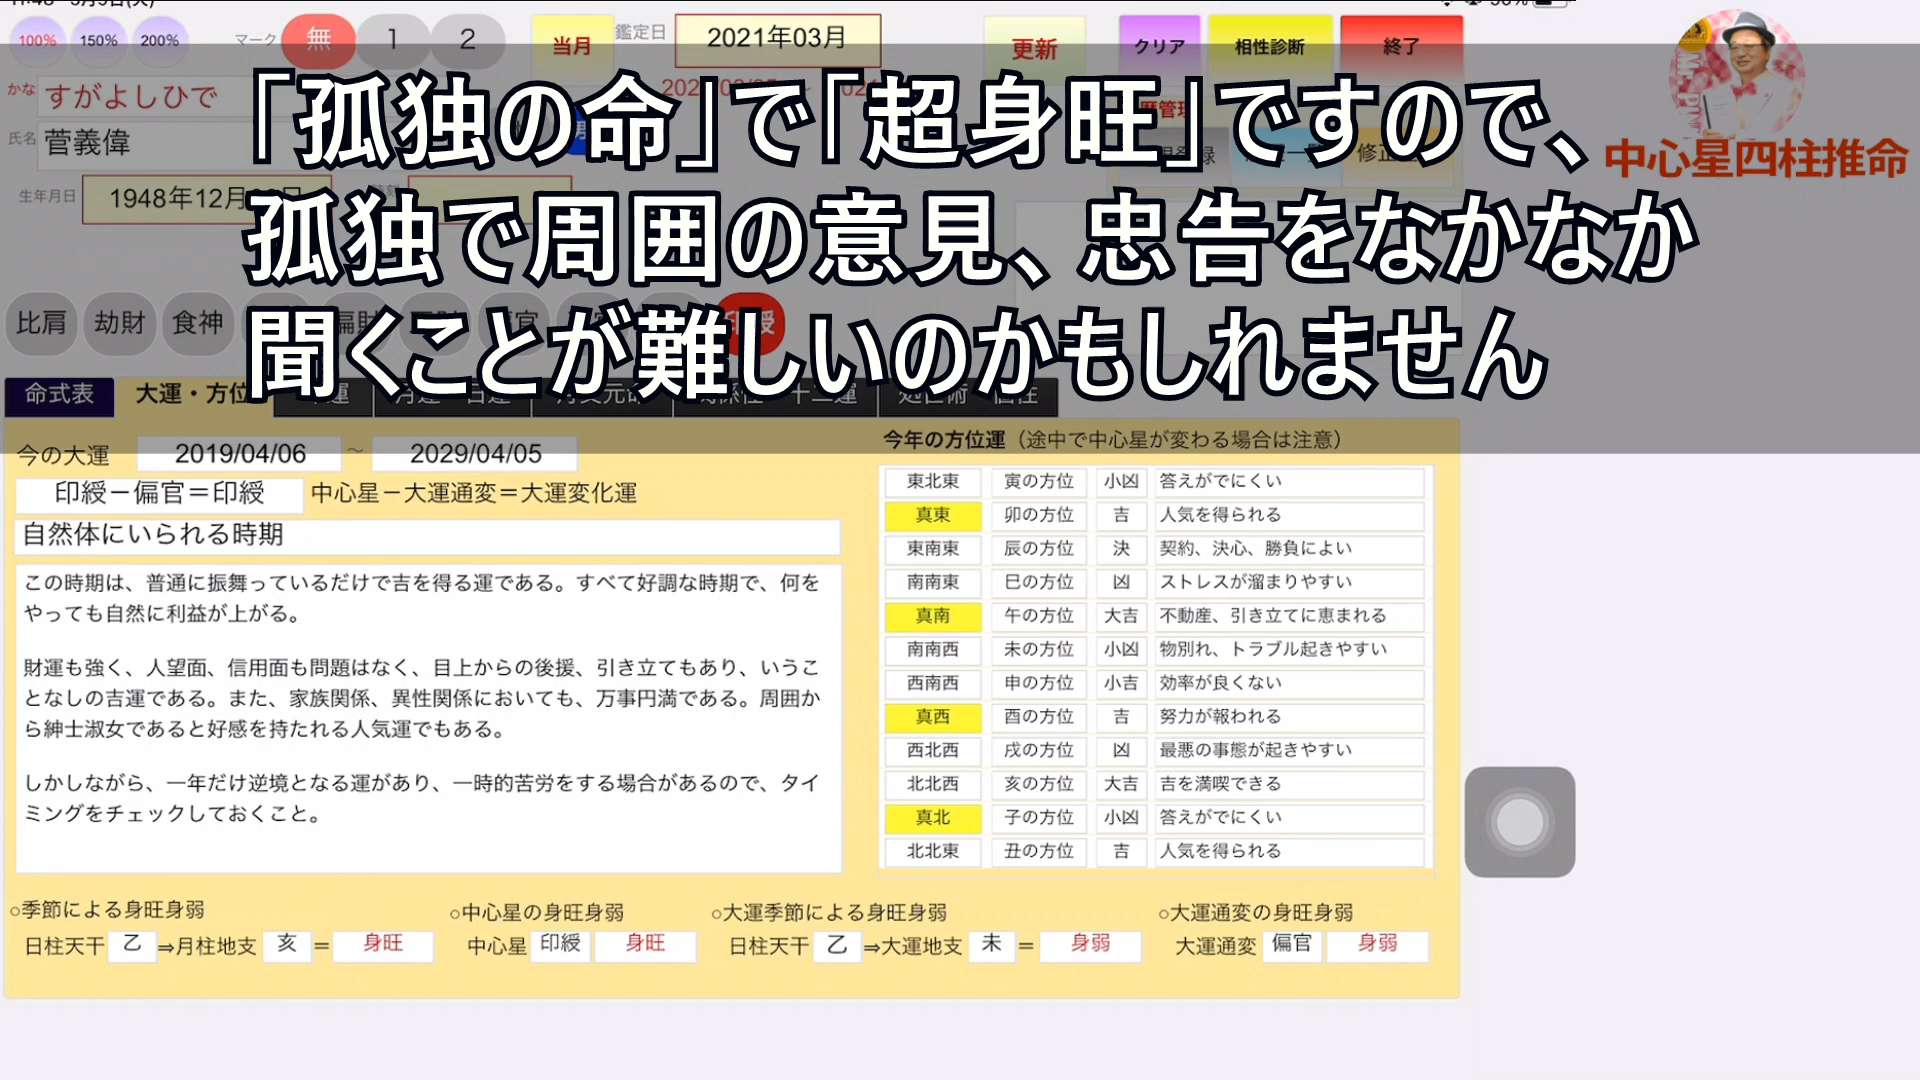 100% 150% 200% マーク 無 1 2 当月 鑑定日 2021年03月 更新 クリア 相性診断 終了
かな すがよしひで
氏名 菅義偉
生年月日 1948年12月
中心星四柱推命
「孤独の命」で「超身旺」ですので、
孤独で周囲の意見、忠告をなかなか
聞くことが難しいのかもしれません
比肩 劫財 食神 印綬
命式表 大運・方位
今の大運 2019/04/06 ~ 2029/04/05
印綬－偏官＝印綬 中心星－大運通変＝大運変化運
自然体にいられる時期
この時期は、普通に振舞っているだけで吉を得る運である。すべて好調な時期で、何を
やっても自然に利益が上がる。
財運も強く、人望面、信用面も問題はなく、目上からの後援、引き立てもあり、いうこ
となしの吉運である。また、家族関係、異性関係においても、万事円満である。周囲か
ら紳士淑女であると好感を持たれる人気運でもある。
しかしながら、一年だけ逆境となる運があり、一時的苦労をする場合があるので、タイ
ミングをチェックしておくこと。
今年の方位運（途中で中心星が変わる場合は注意）
東北東 寅の方位 小凶 答えがでにくい
真東 卯の方位 吉 人気を得られる
東南東 辰の方位 決 契約、決心、勝負によい
南南東 巳の方位 凶 ストレスが溜まりやすい
真南 午の方位 大吉 不動産、引き立てに恵まれる
南南西 未の方位 小凶 物別れ、トラブル起きやすい
西南西 申の方位 小吉 効率が良くない
真西 酉の方位 吉 努力が報われる
西北西 戌の方位 凶 最悪の事態が起きやすい
北北西 亥の方位 大吉 吉を満喫できる
真北 子の方位 小凶 答えがでにくい
北北東 丑の方位 吉 人気を得られる
○季節による身旺身弱 ○中心星の身旺身弱 ○大運季節による身旺身弱 ○大運通変の身旺身弱
日柱天干 乙 ⇒月柱地支 亥 ＝ 身旺 中心星 印綬 身旺 日柱天干 乙 ⇒大運地支 未 ＝ 身弱 大運通変 偏官 身弱